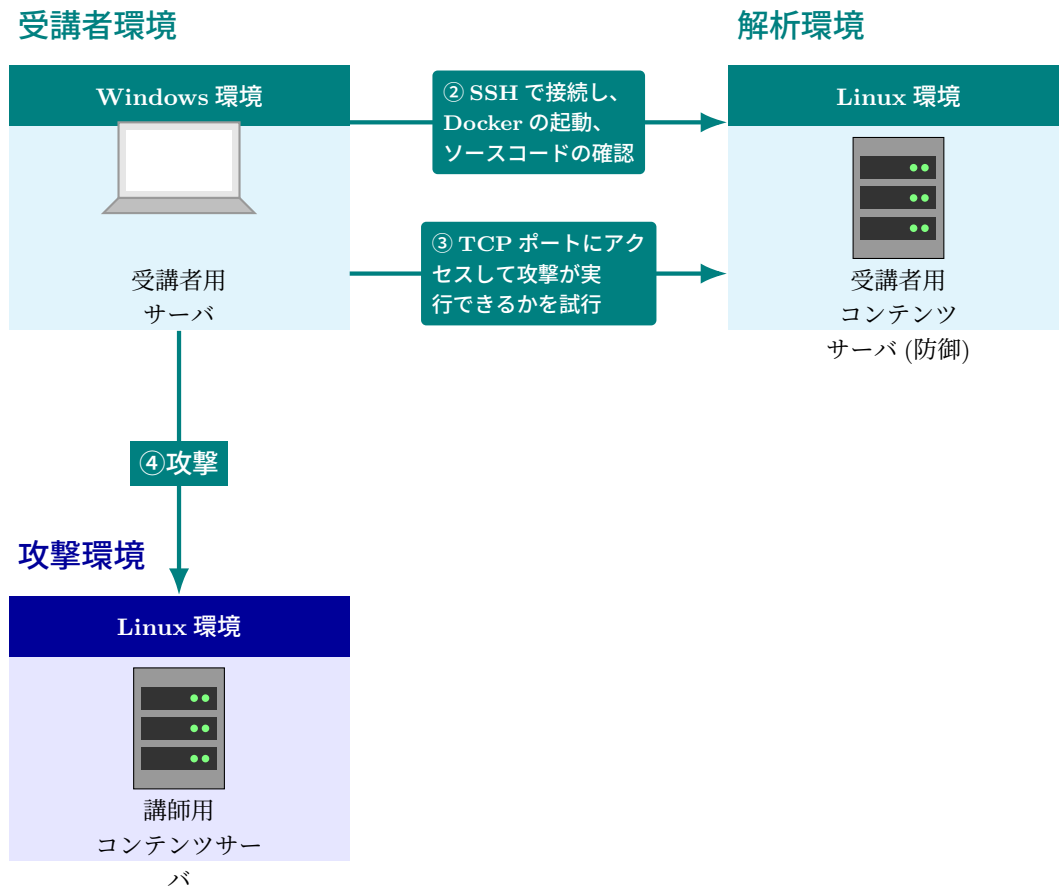 受講者環境
解析環境
Windows 環境
② SSH で接続し、
Docker の起動、
ソースコードの確認
Linux 環境
③ TCP ポートにアク
セスして攻撃が実
行できるかを試行
受講者用
サーバ
受講者用
コンテンツ
サーバ (防御)
④攻撃
攻撃環境
Linux 環境
講師用
コンテンツサー
バ